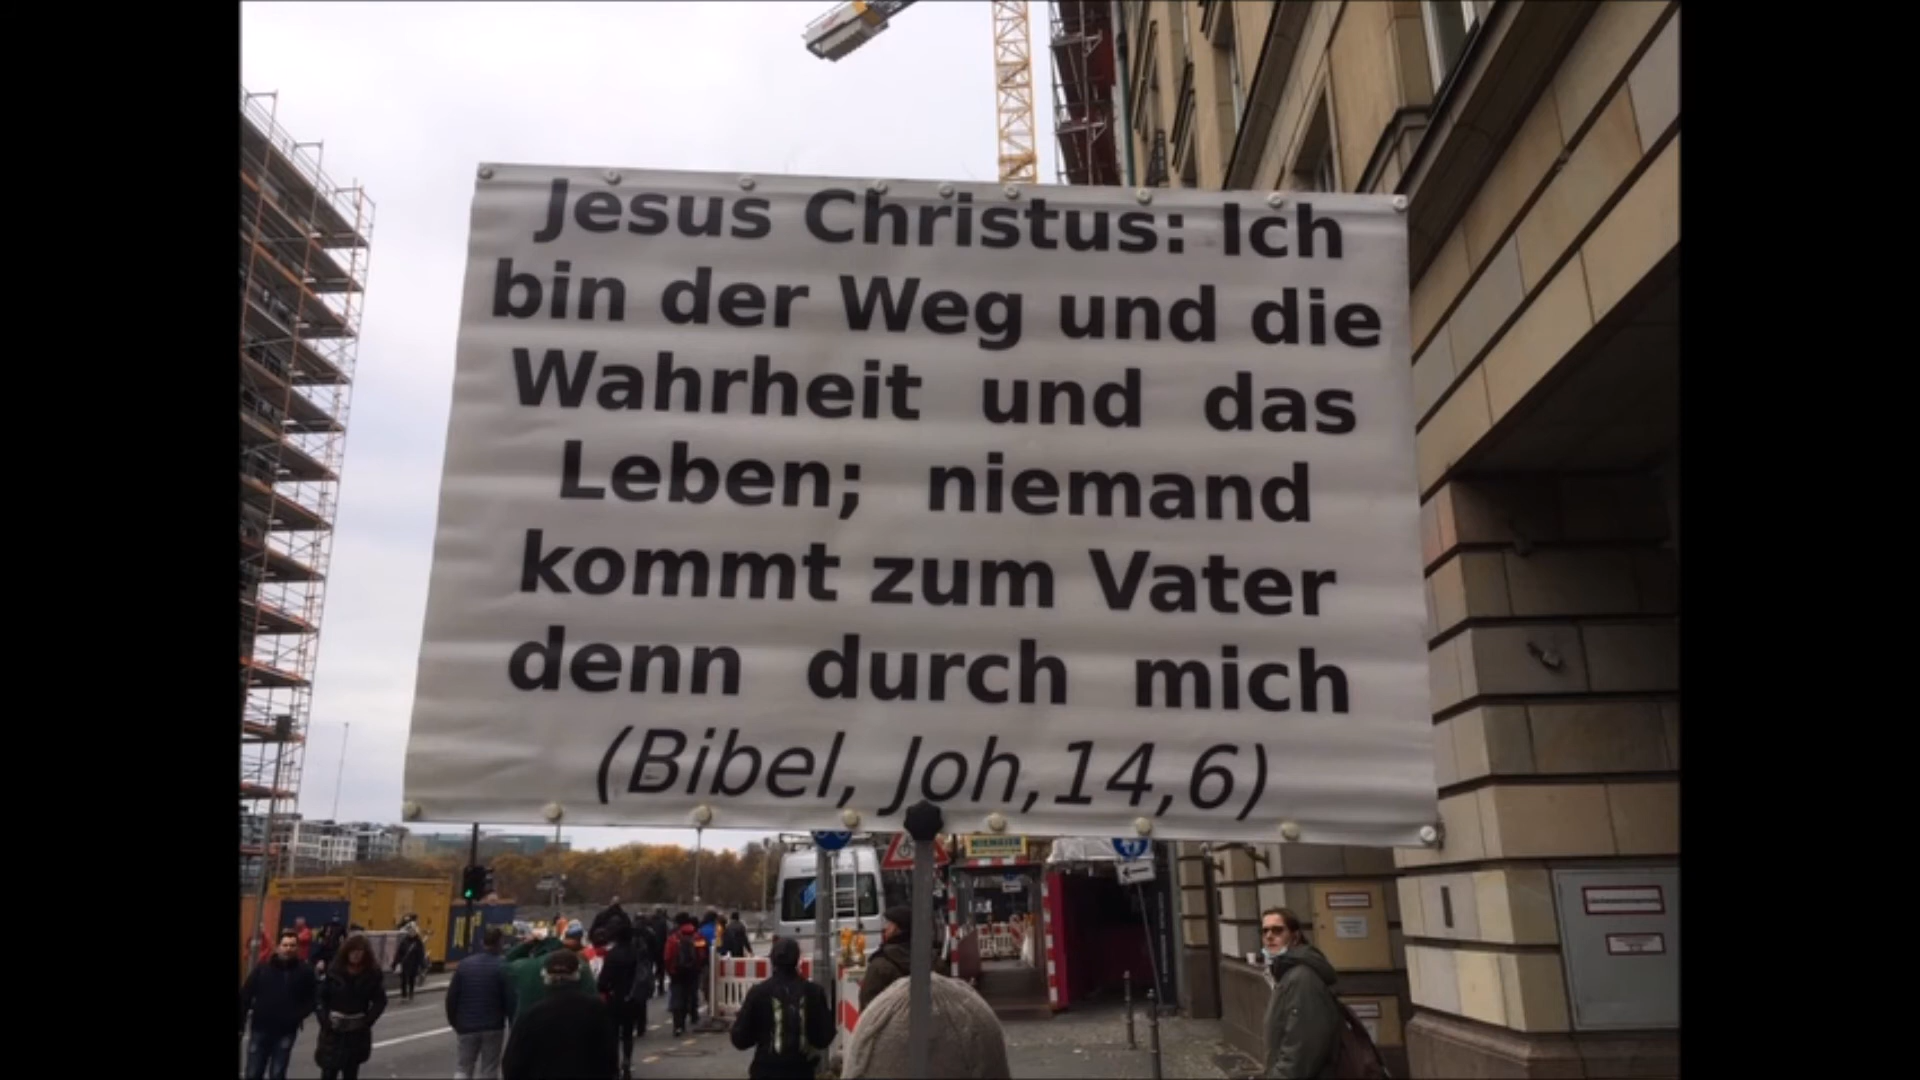 Jesus Christus: Ich
bin der Weg und die
Wahrheit und das
Leben; niemand
kommt zum Vater
denn durch mich
(Bibel, Joh,14,6)